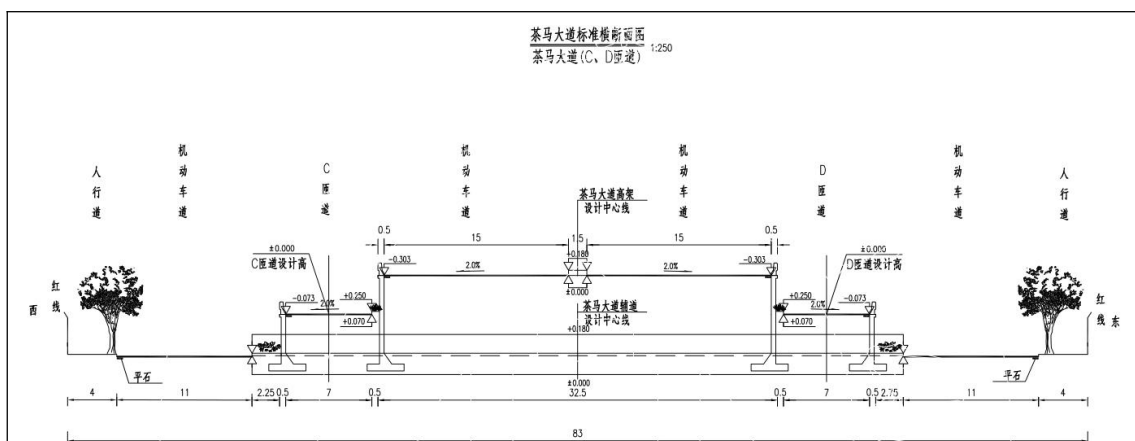 茶马大道标准横断面图
茶马大道(C、D匝道)
1:250
人行道
机动车道
C匝道
机动车道
机动车道
D匝道
机动车道
人行道
茶马大道高架
设计中心线
0.5
15
1.5
15
0.5
±0.000
C匝道设计高
±0.000
D匝道设计高
+0.180
-0.303
2.0%
2.0%
-0.303
±0.000
红线
西
-0.073
2.0%
+0.250
+0.070
茶马大道辅道
设计中心线
+0.180
+0.250
2.0%
-0.073
+0.070
红线
东
平石
平石
±0.000
4
11
2.25
0.5
7
0.5
32.5
0.5
7
0.5
2.75
11
4
83